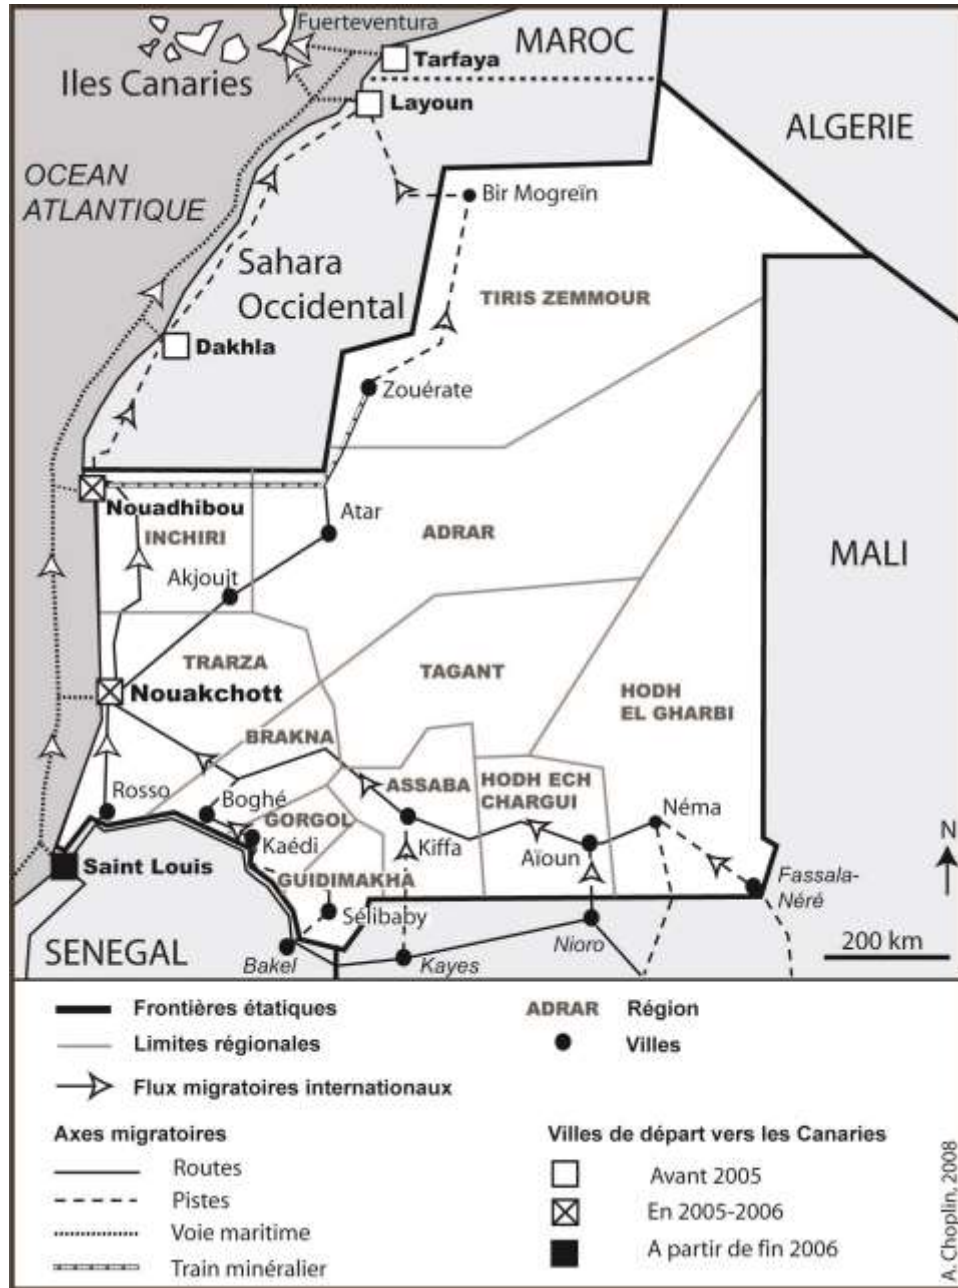 Fuerteventura
MAROC
Tarfaya
Iles Canaries
Layoun
ALGERIE
OCEAN
ATLANTIQUE
Bir Mogreïn
Sahara
Occidental
TIRIS ZEMMOUR
Dakhla
Zouérate
Nouadhibou
INCHIRI
Atar
ADRAR
MALI
Akjoujt
TRARZA
TAGANT
Nouakchott
HODH
EL GHARBI
BRAKNA
Rosso
Boghé
ASSABA
HODH ECH
CHARGUI
Néma
GORGOL
Kaédi
Kiffa
Aïoun
N
Saint Louis
GUIDIMAKHA
Fassala-
Néré
Sélibaby
SENEGAL
Bakel
Kayes
Nioro
200 km
Frontières étatiques
Limites régionales
Flux migratoires internationaux
ADRAR Région
Villes
Axes migratoires
Routes
Pistes
Voie maritime
Train minéralier
Villes de départ vers les Canaries
Avant 2005
En 2005-2006
A partir de fin 2006
A. Choplin, 2008